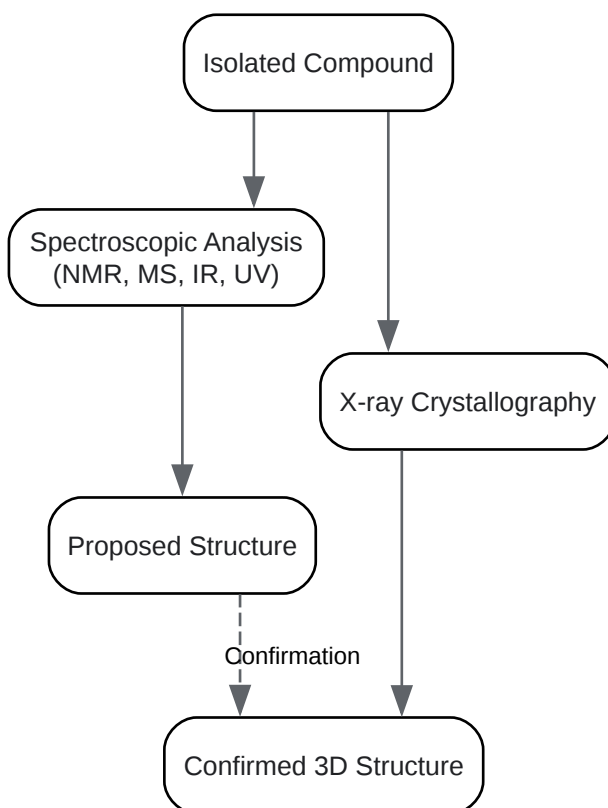 Isolated Compound
Spectroscopic Analysis
(NMR, MS, IR, UV)
X-ray Crystallography
Proposed Structure
Confirmation
Confirmed 3D Structure